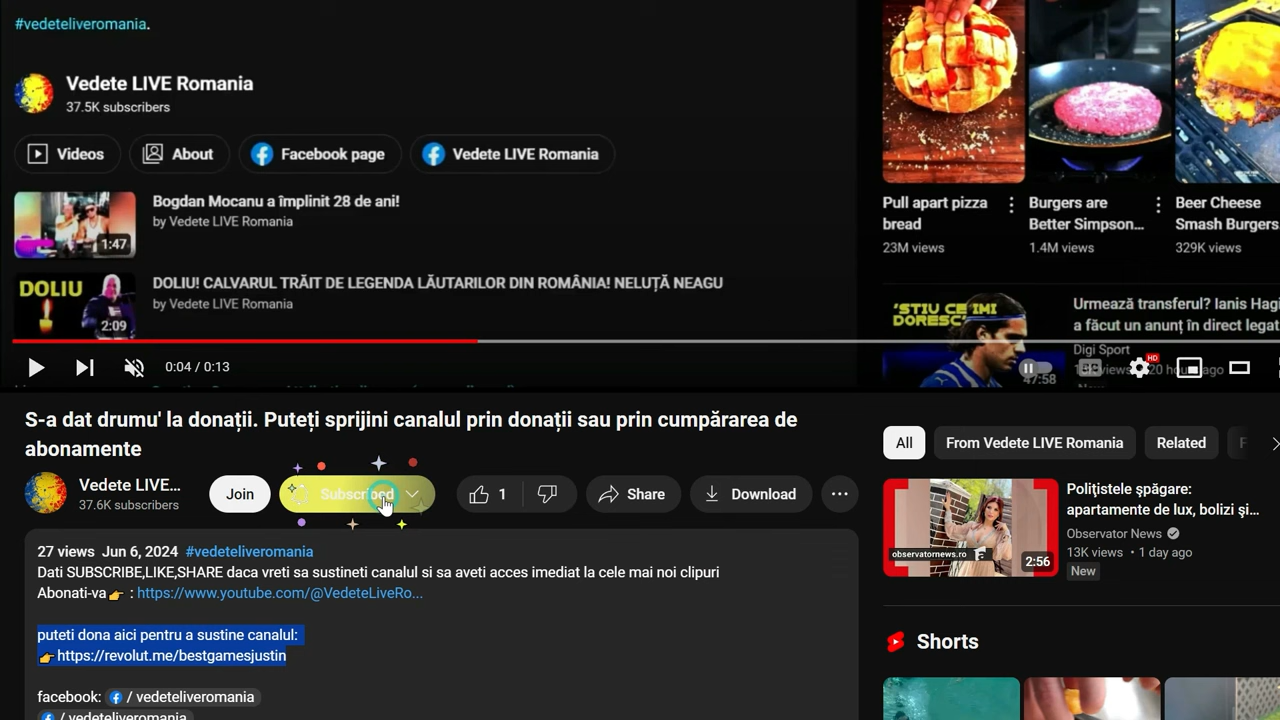 #vedeteliveromania.
Vedete LIVE Romania
37.5K subscribers
Videos
About
Facebook page
Vedete LIVE Romania
1:47
Bogdan Mocanu a împlinit 28 de ani!
by Vedete LIVE Romania
DOLIU
2:09
DOLIU! CALVARUL TRĂIT DE LEGENDA LĂUTARILOR DIN ROMÂNIA! NELUȚĂ NEAGU
by Vedete LIVE Romania
0:04 / 0:13
HD
Pull apart pizza
bread
23M views
Burgers are
Better Simpson...
1.4M views
Beer Cheese
Smash Burgers
329K views
'ȘTIU CE ÎMI
DORESC'
47:58
Urmează transferul? Ianis Hagi
a făcut un anunț în direct legat
Digi Sport
S-a dat drumu' la donații. Puteți sprijini canalul prin donații sau prin cumpărarea de
abonamente
Vedete LIVE...
37.6K subscribers
Join
Subscribed
1
Share
Download
27 views Jun 6, 2024 #vedeteliveromania
Dati SUBSCRIBE,LIKE,SHARE daca vreti sa sustineti canalul si sa aveti acces imediat la cele mai noi clipuri
Abonati-va👉 : https://www.youtube.com/@VedeteLiveRo...
puteti dona aici pentru a sustine canalul:
👉https://revolut.me/bestgamesjustin
facebook: / vedeteliveromania
/ vedeteliveromania
All
From Vedete LIVE Romania
Related
observatornews.ro
2:56
Polițistele șpăgare:
apartamente de lux, bolizi și...
Observator News
13K views • 1 day ago
New
Shorts